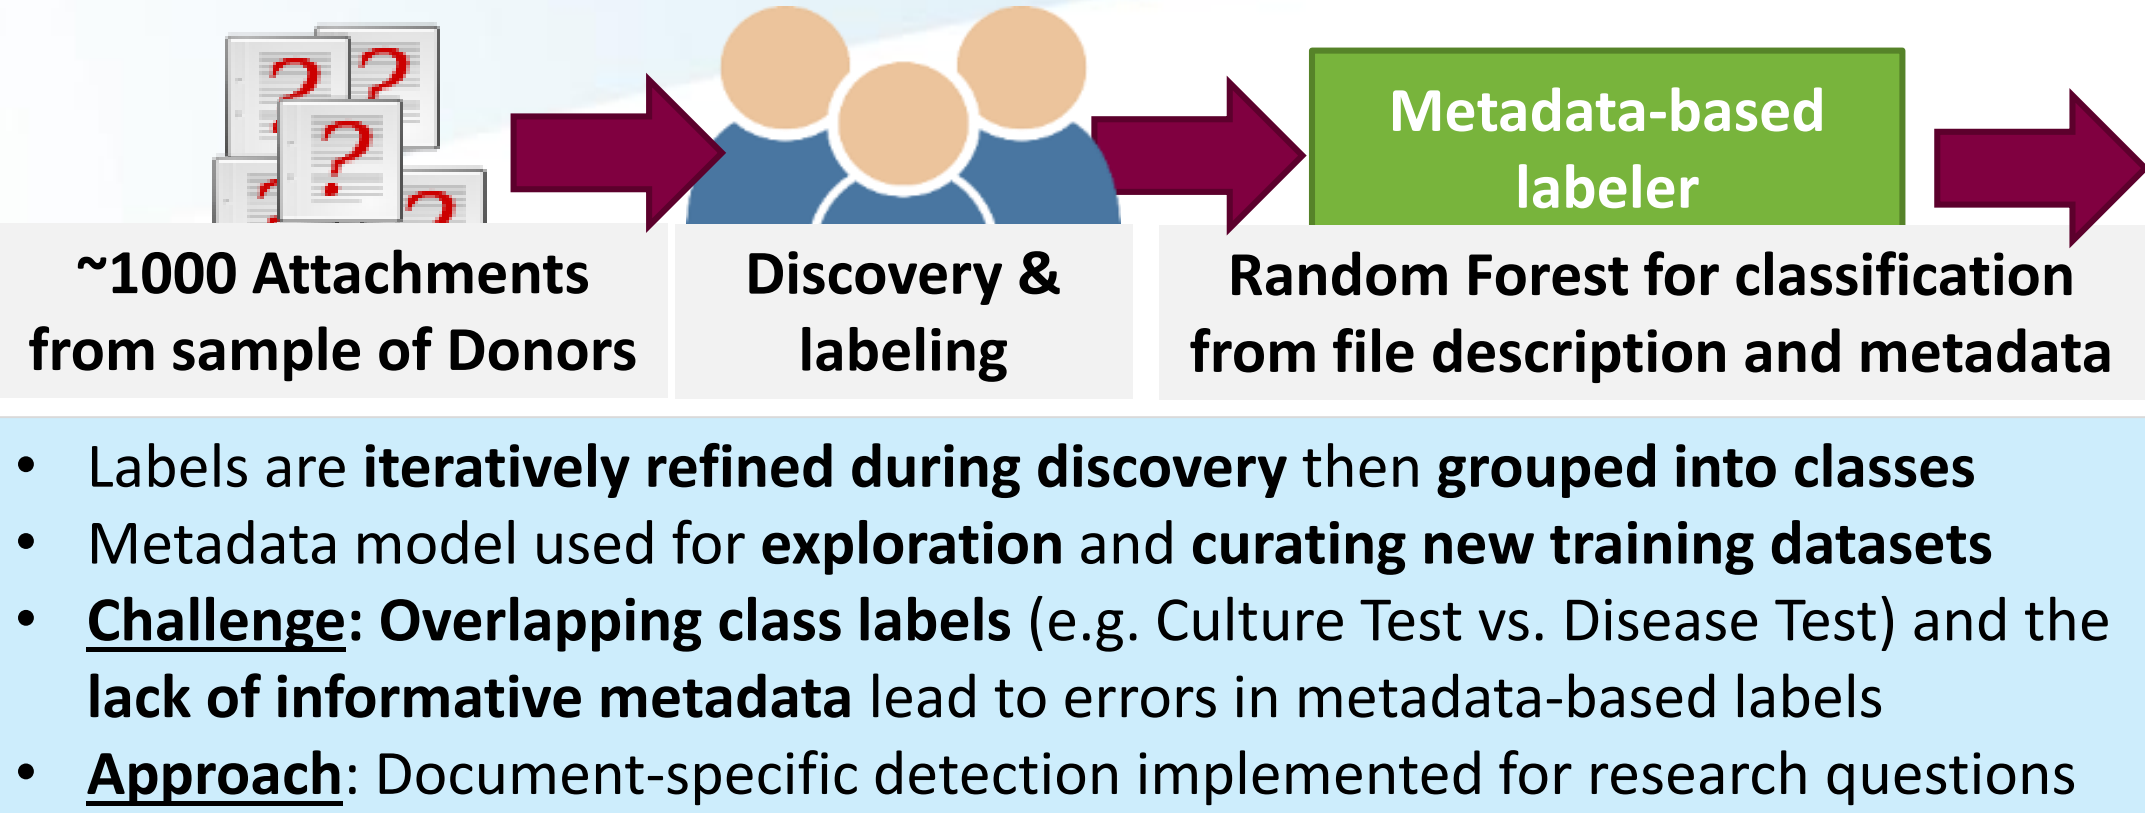 ? ? ? ? ?
Metadata-based
labeler
~1000 Attachments
from sample of Donors
Discovery &
labeling
Random Forest for classification
from file description and metadata
• Labels are iteratively refined during discovery then grouped into classes
• Metadata model used for exploration and curating new training datasets
• Challenge: Overlapping class labels (e.g. Culture Test vs. Disease Test) and the
lack of informative metadata lead to errors in metadata-based labels
• Approach: Document-specific detection implemented for research questions